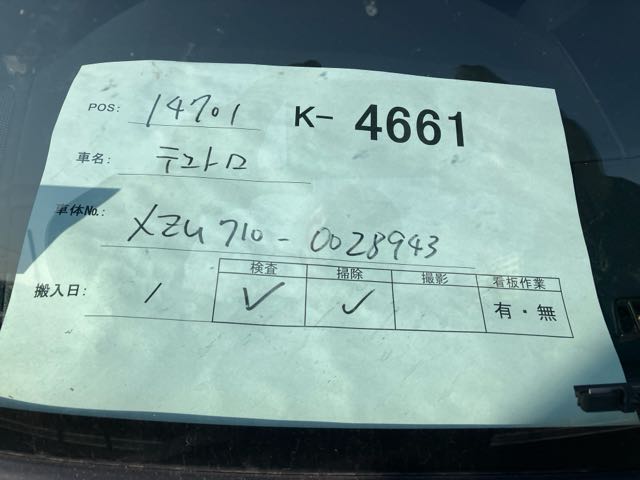 POS: 14701 K- 4661
車名: デュトロ
車体No.: XZU710-0028943
検査 掃除 撮影 看板作業
搬入日: / ✓ ✓ 有・無